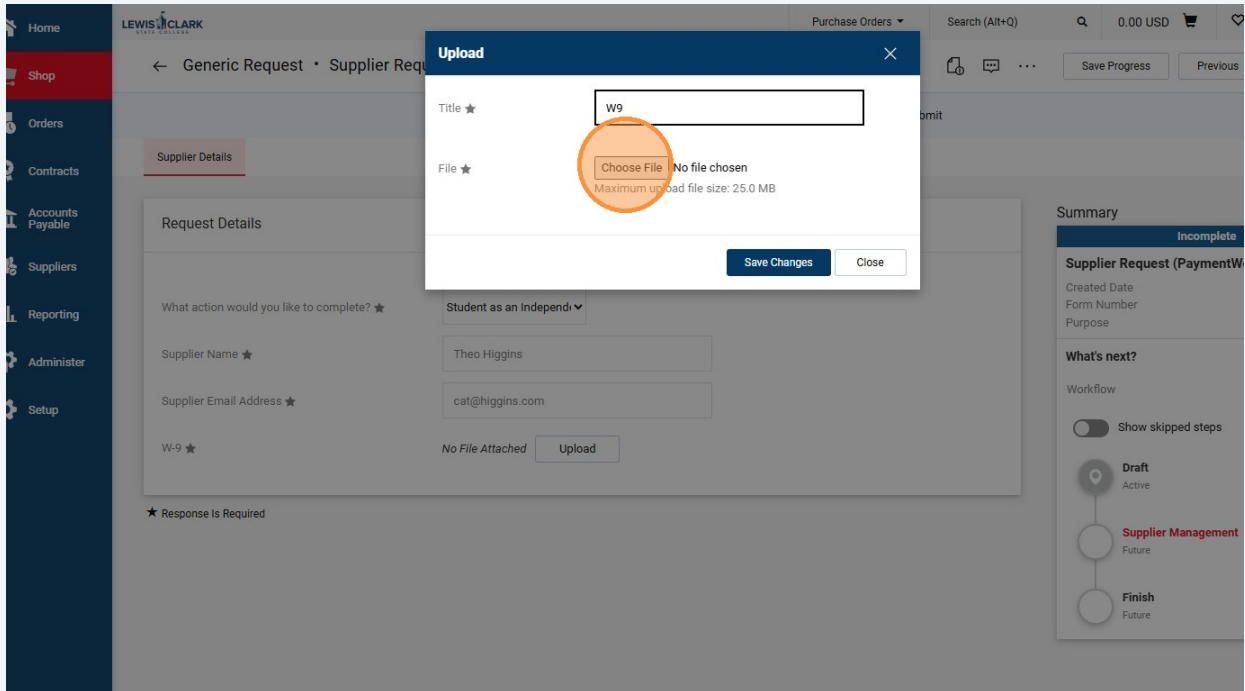 Home
Shop
Orders
Contracts
Accounts
Payable
Suppliers
Reporting
Administer
Setup
LEWIS CLARK
STATE COLLEGE
Purchase Orders
Search (Alt+Q)
0.00 USD
← Generic Request • Supplier Requ
···
Save Progress
Previous
bmit
Supplier Details
Upload
Title ★
W9
File ★
Choose File No file chosen
Maximum upload file size: 25.0 MB
Save Changes
Close
Request Details
What action would you like to complete? ★
Student as an Independ
Supplier Name ★
Theo Higgins
Supplier Email Address ★
cat@higgins.com
W-9 ★
No File Attached
Upload
★ Response Is Required
Summary
Incomplete
Supplier Request (PaymentW
Created Date
Form Number
Purpose
What's next?
Workflow
Show skipped steps
Draft
Active
Supplier Management
Future
Finish
Future